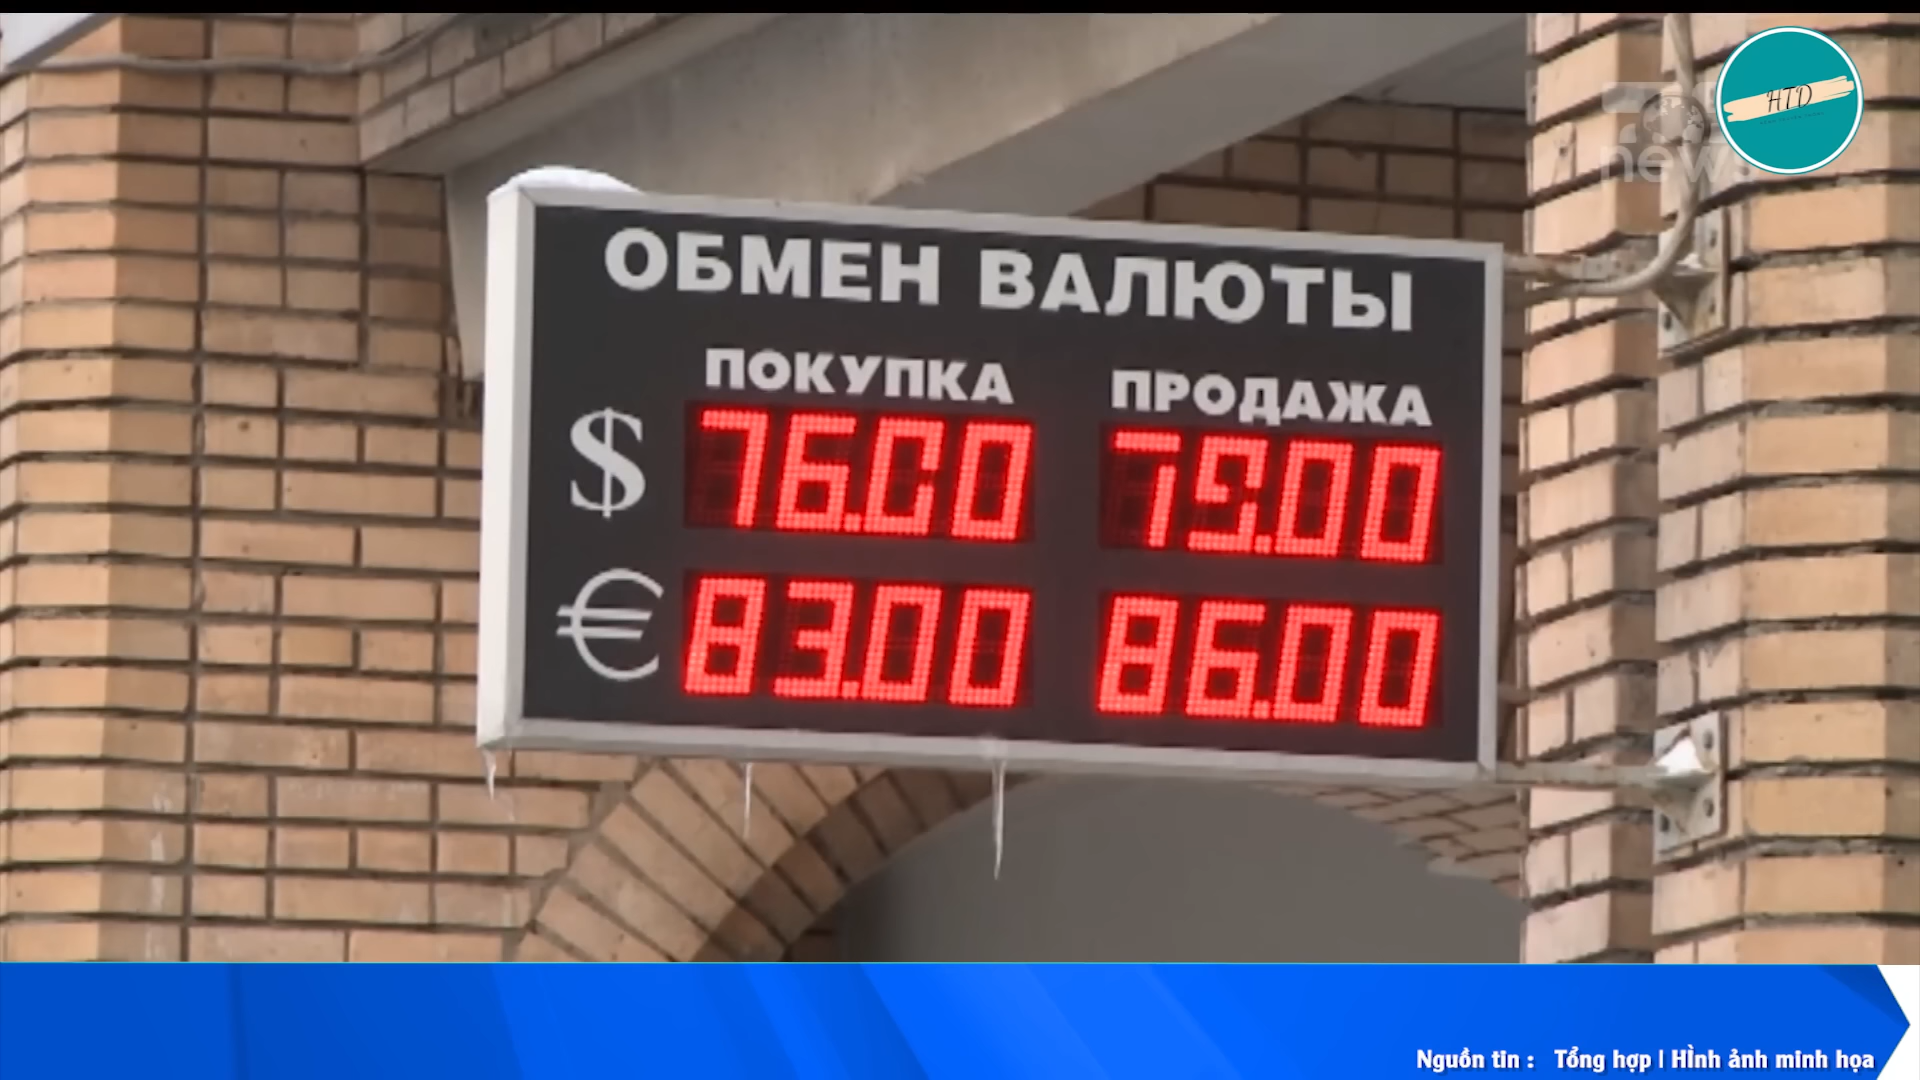 HTD
news
ОБМЕН ВАЛЮТЫ
ПОКУПКА ПРОДАЖА
$ 76.00 79.00
€ 83.00 86.00
Nguồn tin : Tổng hợp | Hình ảnh minh họa